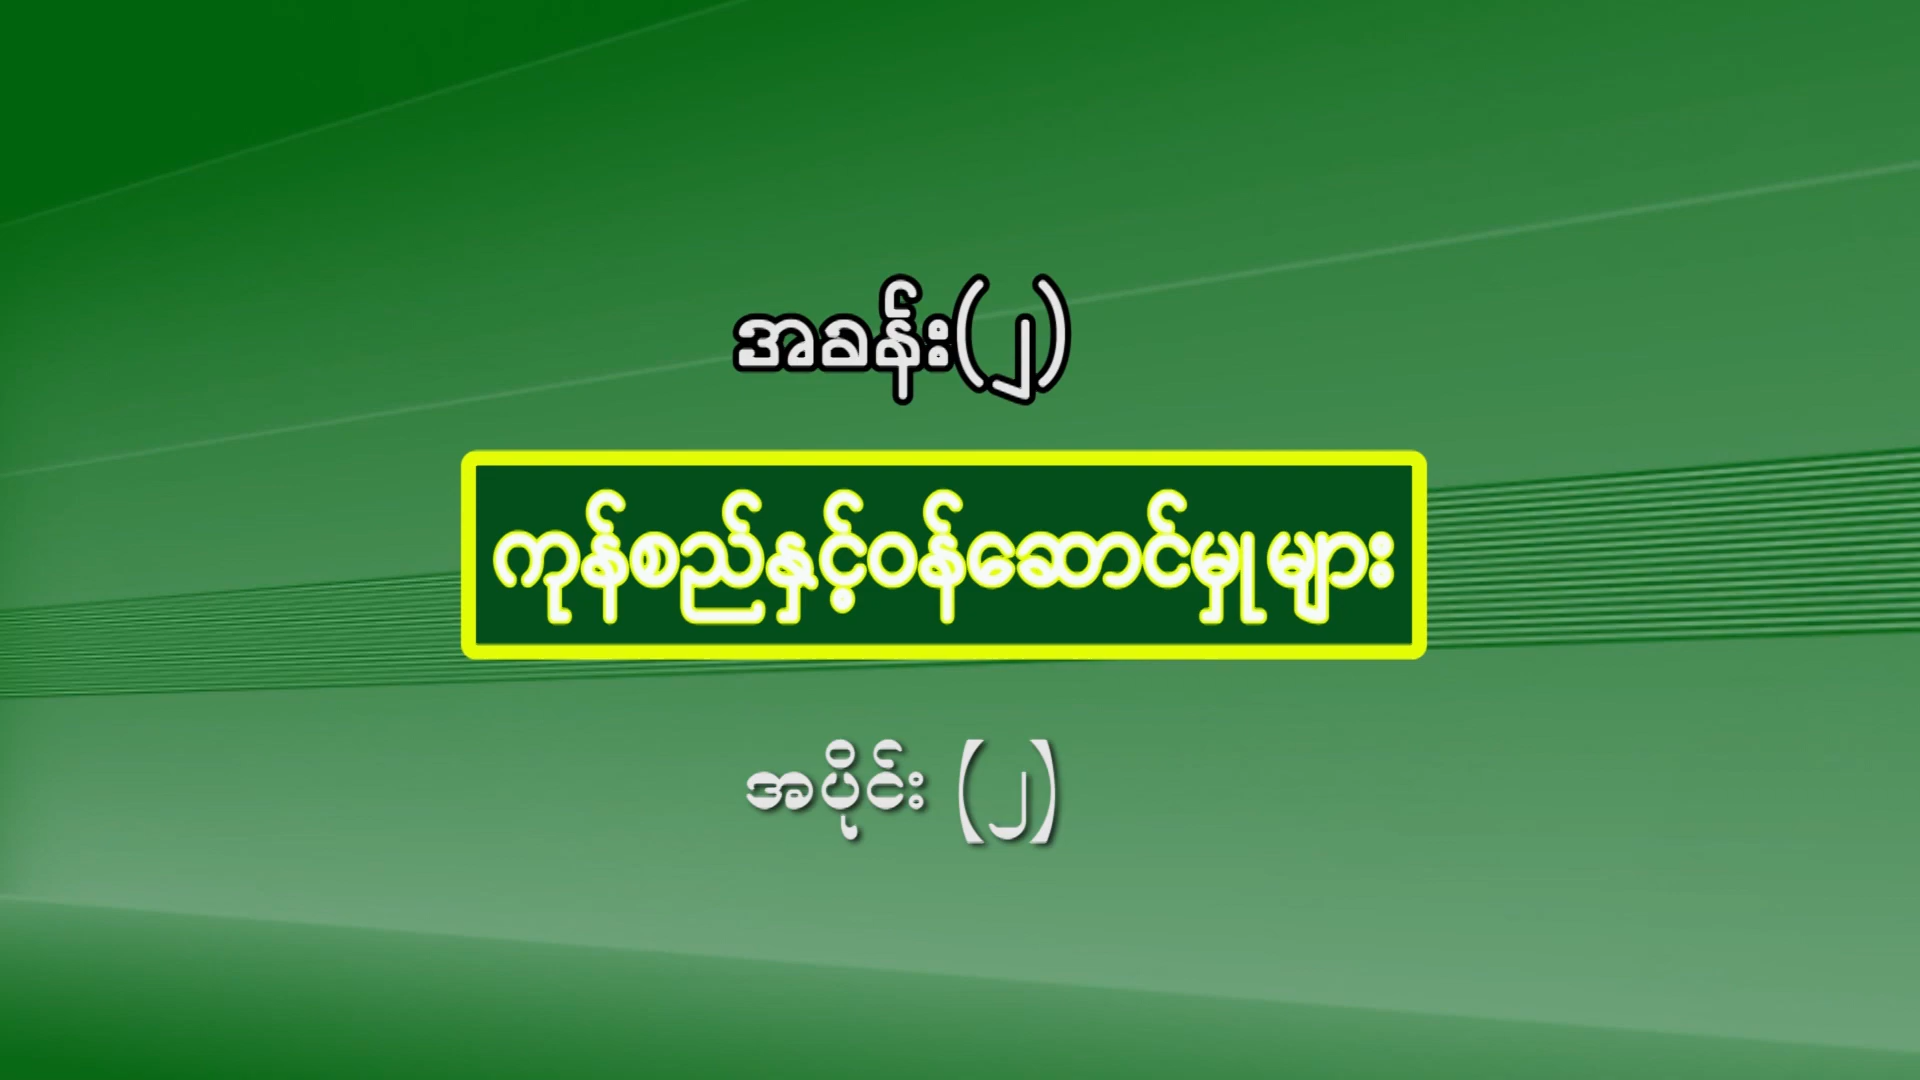 အခန်း(၂)
ကုန်စည်နှင့်ဝန်ဆောင်မှုများ
အပိုင်း (၂)